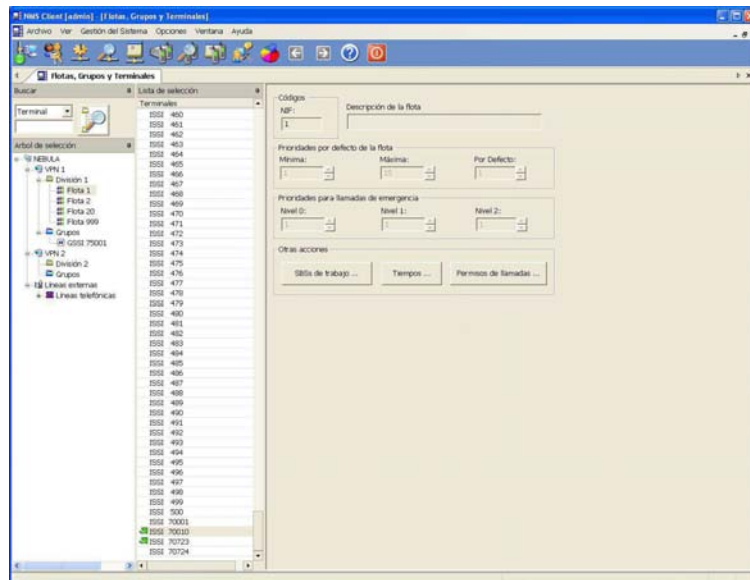 NMS Client [admin] - [Flotas, Grupos y Terminales]
Archivo Ver Gestión del Sistema Opciones Ventana Ayuda
Flotas, Grupos y Terminales
Buscar
Terminal
Arbol de selección
NEBULA
VPN 1
División 1
Flota 1
Flota 2
Flota 20
Flota 999
Grupos
GSSI 75001
VPN 2
División 2
Grupos
Líneas externas
Líneas telefónicas
Lista de selección
Terminales
ISSI 460
ISSI 461
ISSI 462
ISSI 463
ISSI 464
ISSI 465
ISSI 466
ISSI 467
ISSI 468
ISSI 469
ISSI 470
ISSI 471
ISSI 472
ISSI 473
ISSI 474
ISSI 475
ISSI 476
ISSI 477
ISSI 478
ISSI 479
ISSI 480
ISSI 481
ISSI 482
ISSI 483
ISSI 484
ISSI 485
ISSI 486
ISSI 487
ISSI 488
ISSI 489
ISSI 490
ISSI 491
ISSI 492
ISSI 493
ISSI 494
ISSI 495
ISSI 496
ISSI 497
ISSI 498
ISSI 499
ISSI 500
ISSI 70001
ISSI 70010
ISSI 70723
ISSI 70724
Códigos
NIF:
1
Descripción de la flota
Prioridades por defecto de la flota
Mínima: Máxima: Por Defecto:
1 15 1
Prioridades para llamadas de emergencia
Nivel 0: Nivel 1: Nivel 2:
Otras acciones
SBSs de trabajo ... Tiempos ... Permisos de llamadas ...